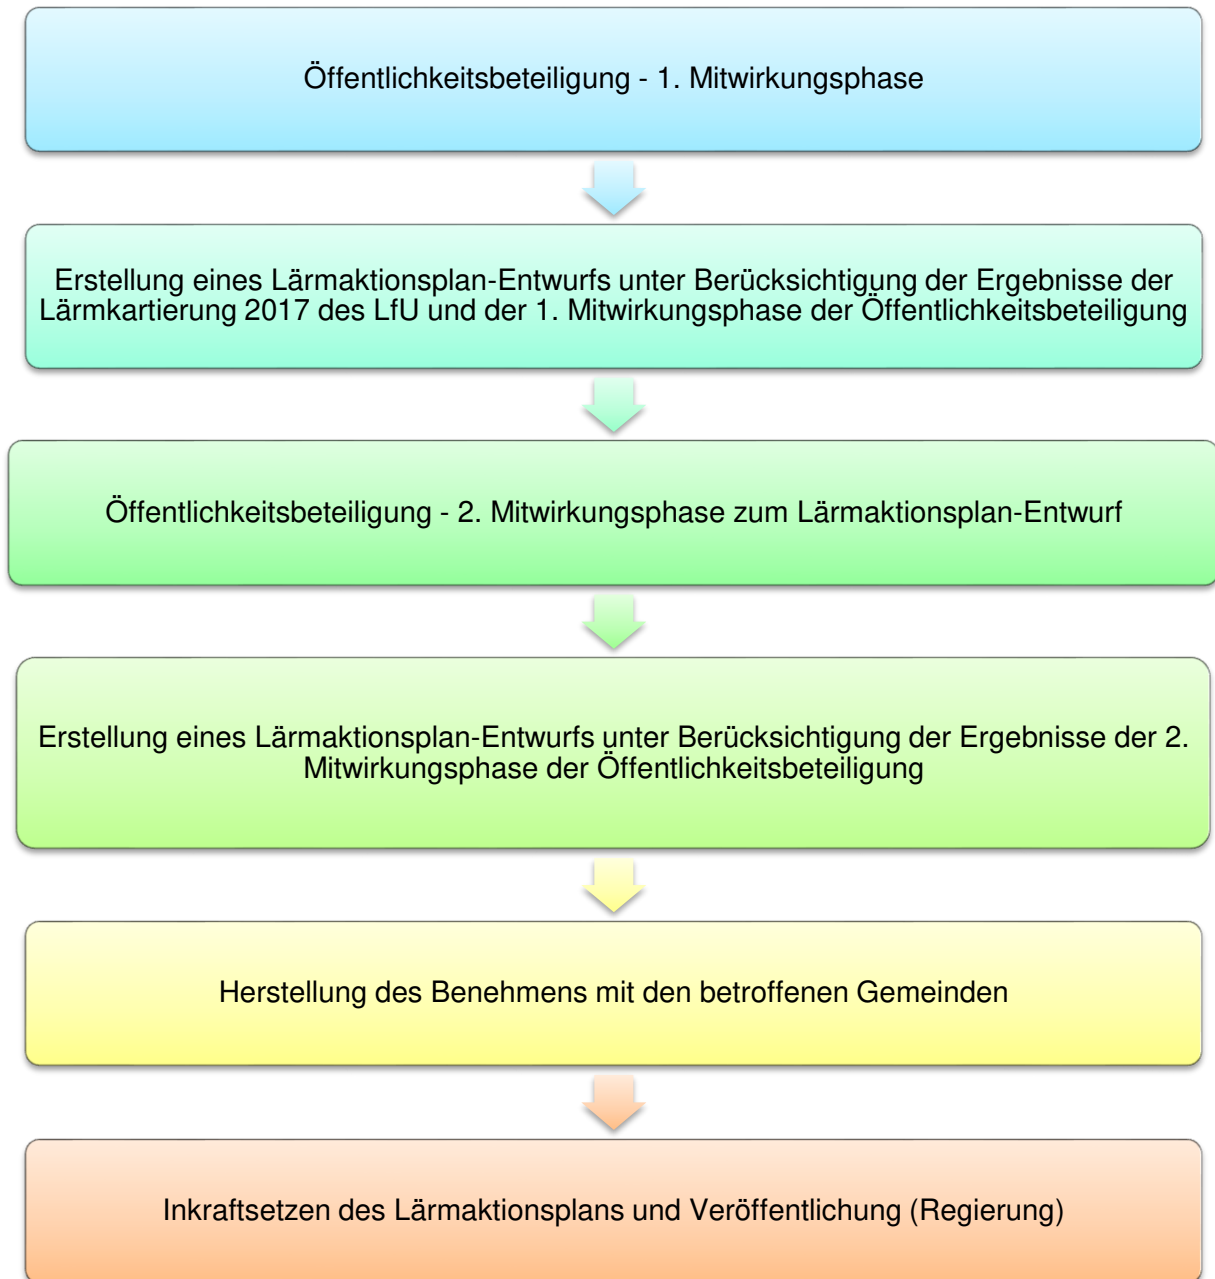 Öffentlichkeitsbeteiligung - 1. Mitwirkungsphase
Erstellung eines Lärmaktionsplan-Entwurfs unter Berücksichtigung der Ergebnisse der
Lärmkartierung 2017 des LfU und der 1. Mitwirkungsphase der Öffentlichkeitsbeteiligung
Öffentlichkeitsbeteiligung - 2. Mitwirkungsphase zum Lärmaktionsplan-Entwurf
Erstellung eines Lärmaktionsplan-Entwurfs unter Berücksichtigung der Ergebnisse der 2.
Mitwirkungsphase der Öffentlichkeitsbeteiligung
Herstellung des Benehmens mit den betroffenen Gemeinden
Inkraftsetzen des Lärmaktionsplans und Veröffentlichung (Regierung)